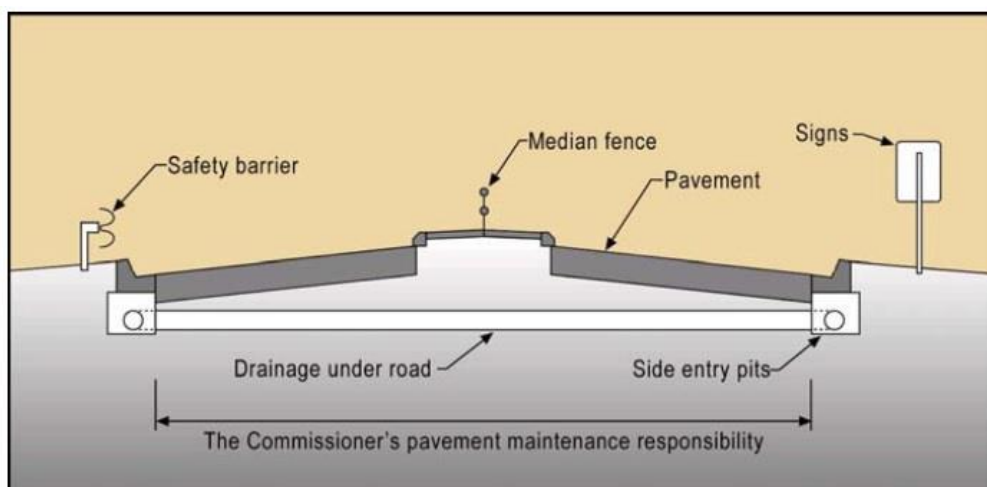 Signs
Median fence
Safety barrier
Pavement
Drainage under road
Side entry pits
The Commissioner's pavement maintenance responsibility